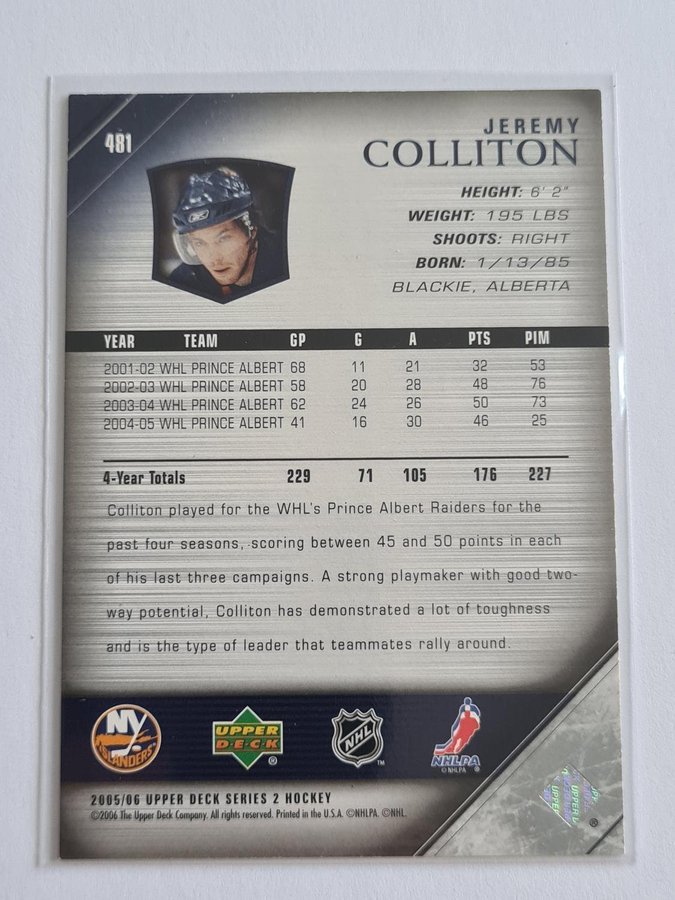 481
JEREMY
COLLITON
HEIGHT: 6' 2"
WEIGHT: 195 LBS
SHOOTS: RIGHT
BORN: 1/13/85
BLACKIE, ALBERTA
YEAR TEAM GP G A PTS PIM
2001-02 WHL PRINCE ALBERT 68 11 21 32 53
2002-03 WHL PRINCE ALBERT 58 20 28 48 76
2003-04 WHL PRINCE ALBERT 62 24 26 50 73
2004-05 WHL PRINCE ALBERT 41 16 30 46 25
4-Year Totals 229 71 105 176 227
Colliton played for the WHL's Prince Albert Raiders for the
past four seasons, scoring between 45 and 50 points in each
of his last three campaigns. A strong playmaker with good two-
way potential, Colliton has demonstrated a lot of toughness
and is the type of leader that teammates rally around.
NY
ISLANDERS
UPPER
DECK
®
NHL
™
NHLPA
©NHLPA ®
2005/06 UPPER DECK SERIES 2 HOCKEY
©2006 The Upper Deck Company. All rights reserved. Printed in the U.S.A. ©NHLPA. ©NHL.
®